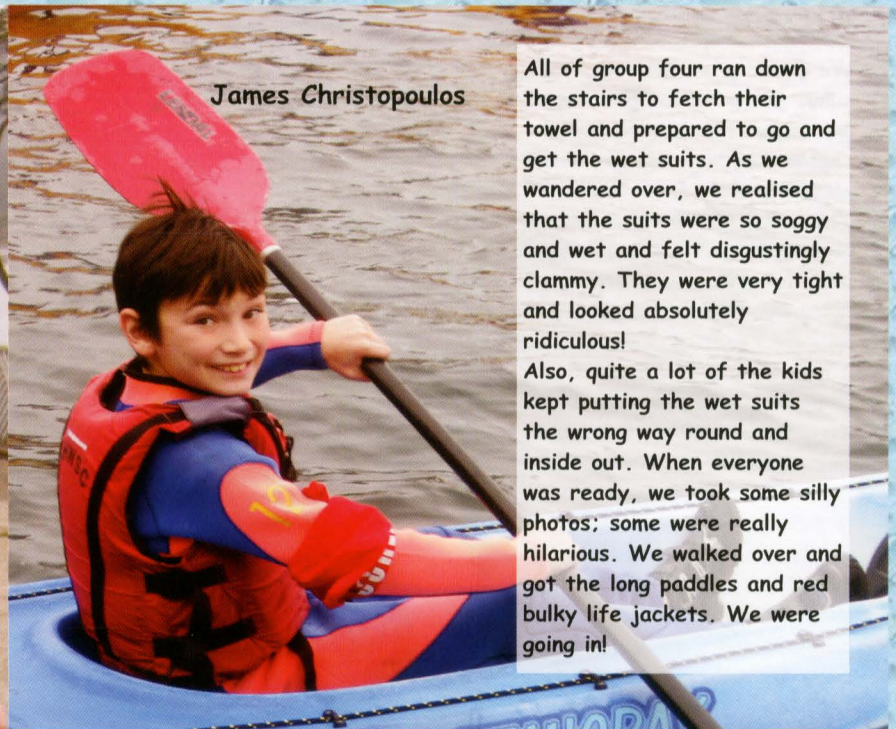 James Christopoulos
All of group four ran down
the stairs to fetch their
towel and prepared to go and
get the wet suits. As we
wandered over, we realised
that the suits were so soggy
and wet and felt disgustingly
clammy. They were very tight
and looked absolutely
ridiculous!
Also, quite a lot of the kids
kept putting the wet suits
the wrong way round and
inside out. When everyone
was ready, we took some silly
photos; some were really
hilarious. We walked over and
got the long paddles and red
bulky life jackets. We were
going in!
12